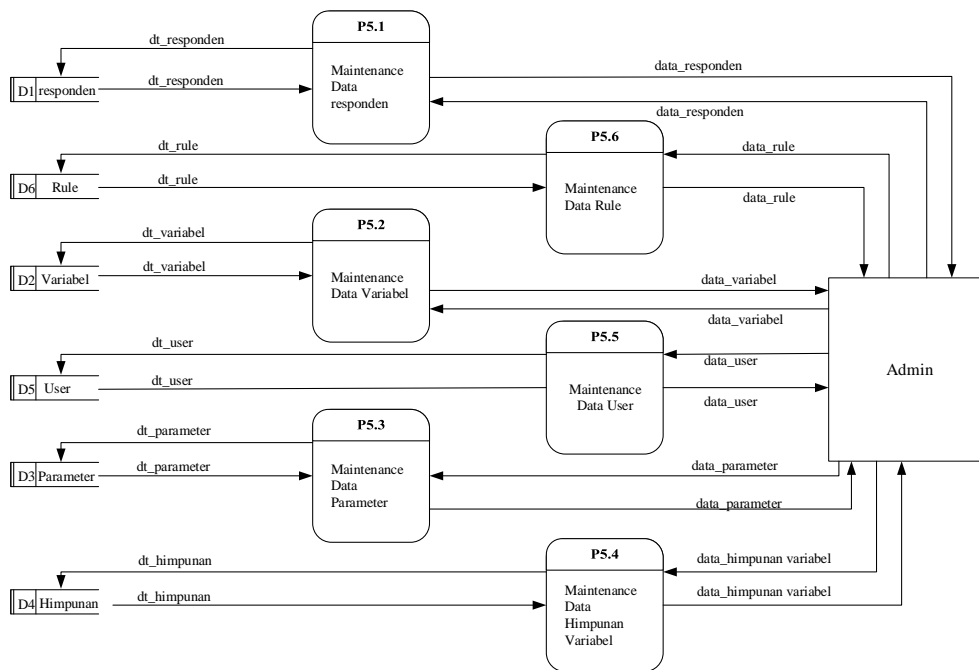 P5.1
dt_responden
D1 responden
dt_responden
Maintenance
Data
responden
data_responden
data_responden
P5.6
dt_rule
data_rule
D6 Rule
dt_rule
Maintenance
Data Rule
data_rule
P5.2
dt_variabel
D2 Variabel
dt_variabel
Maintenance
Data Variabel
data_variabel
data_variabel
P5.5
dt_user
data_user
D5 User
dt_user
Maintenance
Data User
data_user
Admin
P5.3
dt_parameter
D3 Parameter
dt_parameter
Maintenance
Data
Parameter
data_parameter
data_parameter
P5.4
dt_himpunan
data_himpunan variabel
D4 Himpunan
dt_himpunan
Maintenance
Data
Himpunan
Variabel
data_himpunan variabel